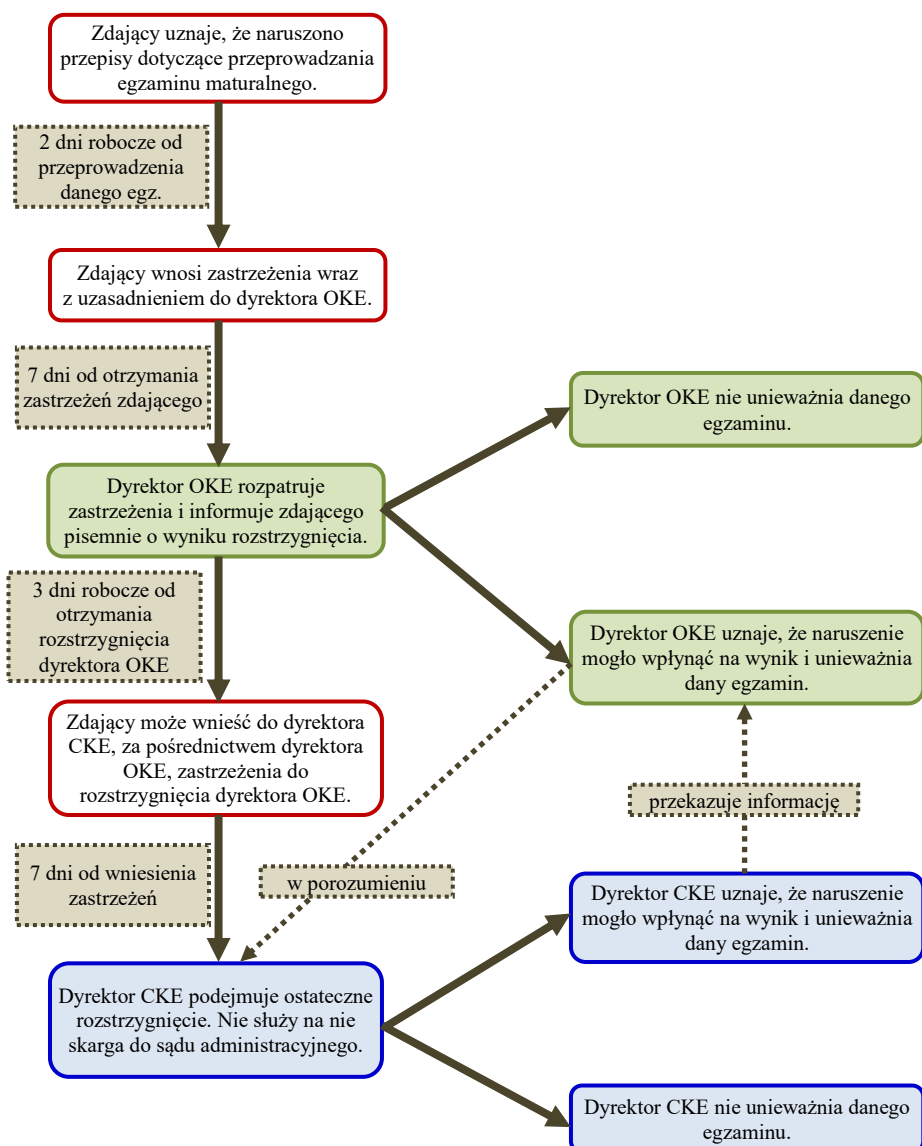 Zdający uznaje, że naruszono
przepisy dotyczące przeprowadzania
egzaminu maturalnego.
2 dni robocze od
przeprowadzenia
danego egz.
Zdający wnosi zastrzeżenia wraz
z uzasadnieniem do dyrektora OKE.
7 dni od otrzymania
zastrzeżeń zdającego
Dyrektor OKE nie unieważnia danego
egzaminu.
Dyrektor OKE rozpatruje
zastrzeżenia i informuje zdającego
pisemnie o wyniku rozstrzygnięcia.
3 dni robocze od
otrzymania
rozstrzygnięcia
dyrektora OKE
Dyrektor OKE uznaje, że naruszenie
mogło wpłynąć na wynik i unieważnia
dany egzamin.
Zdający może wnieść do dyrektora
CKE, za pośrednictwem dyrektora
OKE, zastrzeżenia do
rozstrzygnięcia dyrektora OKE.
przekazuje informację
7 dni od wniesienia
zastrzeżeń
w porozumieniu
Dyrektor CKE uznaje, że naruszenie
mogło wpłynąć na wynik i unieważnia
dany egzamin.
Dyrektor CKE podejmuje ostateczne
rozstrzygnięcie. Nie służy na nie
skarga do sądu administracyjnego.
Dyrektor CKE nie unieważnia danego
egzaminu.